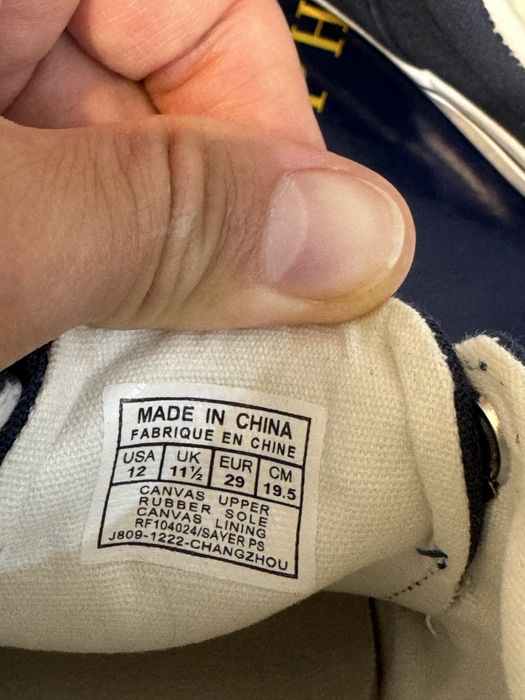 H
MADE IN CHINA
FABRIQUE EN CHINE
USA UK EUR CM
12 11½ 29 19.5
CANVAS UPPER
RUBBER SOLE
CANVAS LINING
RF104024/SAYER PS
J809-1222-CHANGZHOU